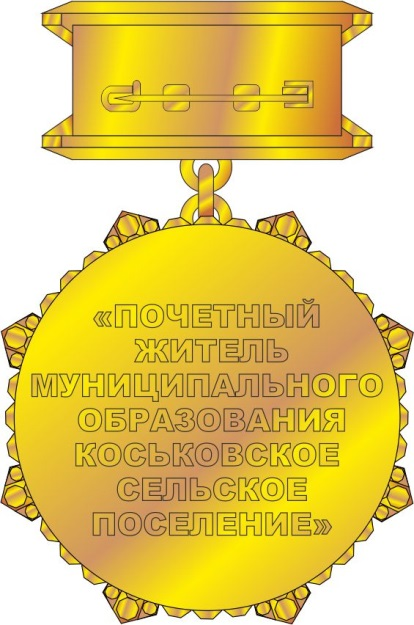 «ПОЧЕТНЫЙ
ЖИТЕЛЬ
МУНИЦИПАЛЬНОГО
ОБРАЗОВАНИЯ
КОСЬКОВСКОЕ
СЕЛЬСКОЕ
ПОСЕЛЕНИЕ»